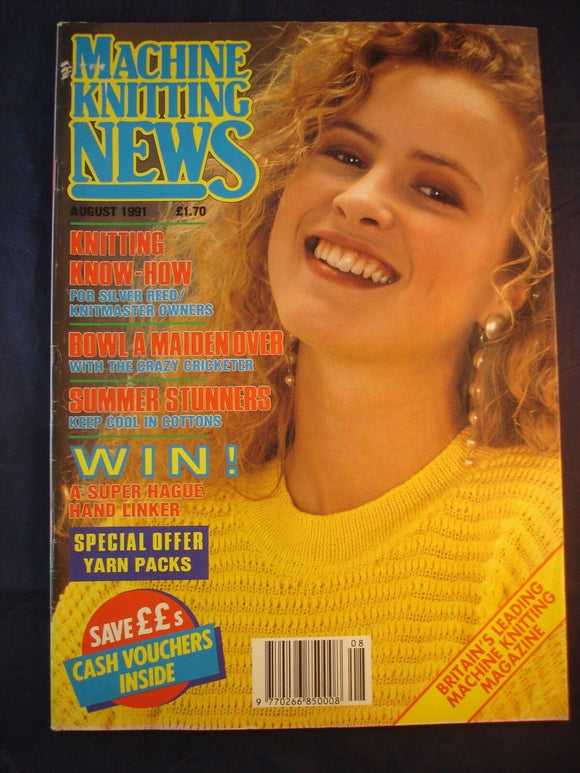 MACHINE
KNITTING
NEWS
AUGUST 1991 £1.70
KNITTING
KNOW-HOW
FOR SILVER REED/
KNITMASTER OWNERS
BOWL A MAIDEN OVER
WITH THE CRAZY CRICKETER
SUMMER STUNNERS
KEEP COOL IN COTTONS
WIN!
A SUPER HAGUE
HAND LINKER
SPECIAL OFFER
YARN PACKS
SAVE ££s
CASH VOUCHERS
INSIDE
08
9 770266 850008
BRITAIN'S LEADING
MACHINE KNITTING
MAGAZINE